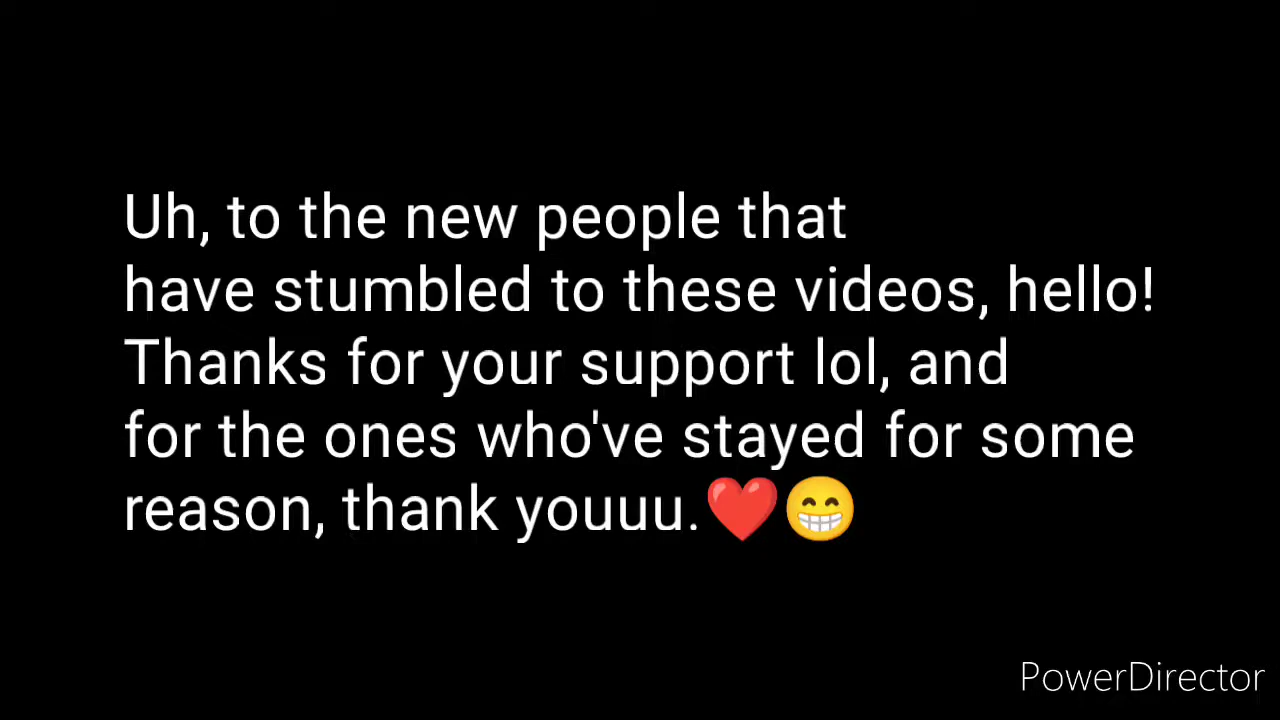 Uh, to the new people that
have stumbled to these videos, hello!
Thanks for your support lol, and
for the ones who've stayed for some
reason, thank youuu.❤️😁
PowerDirector